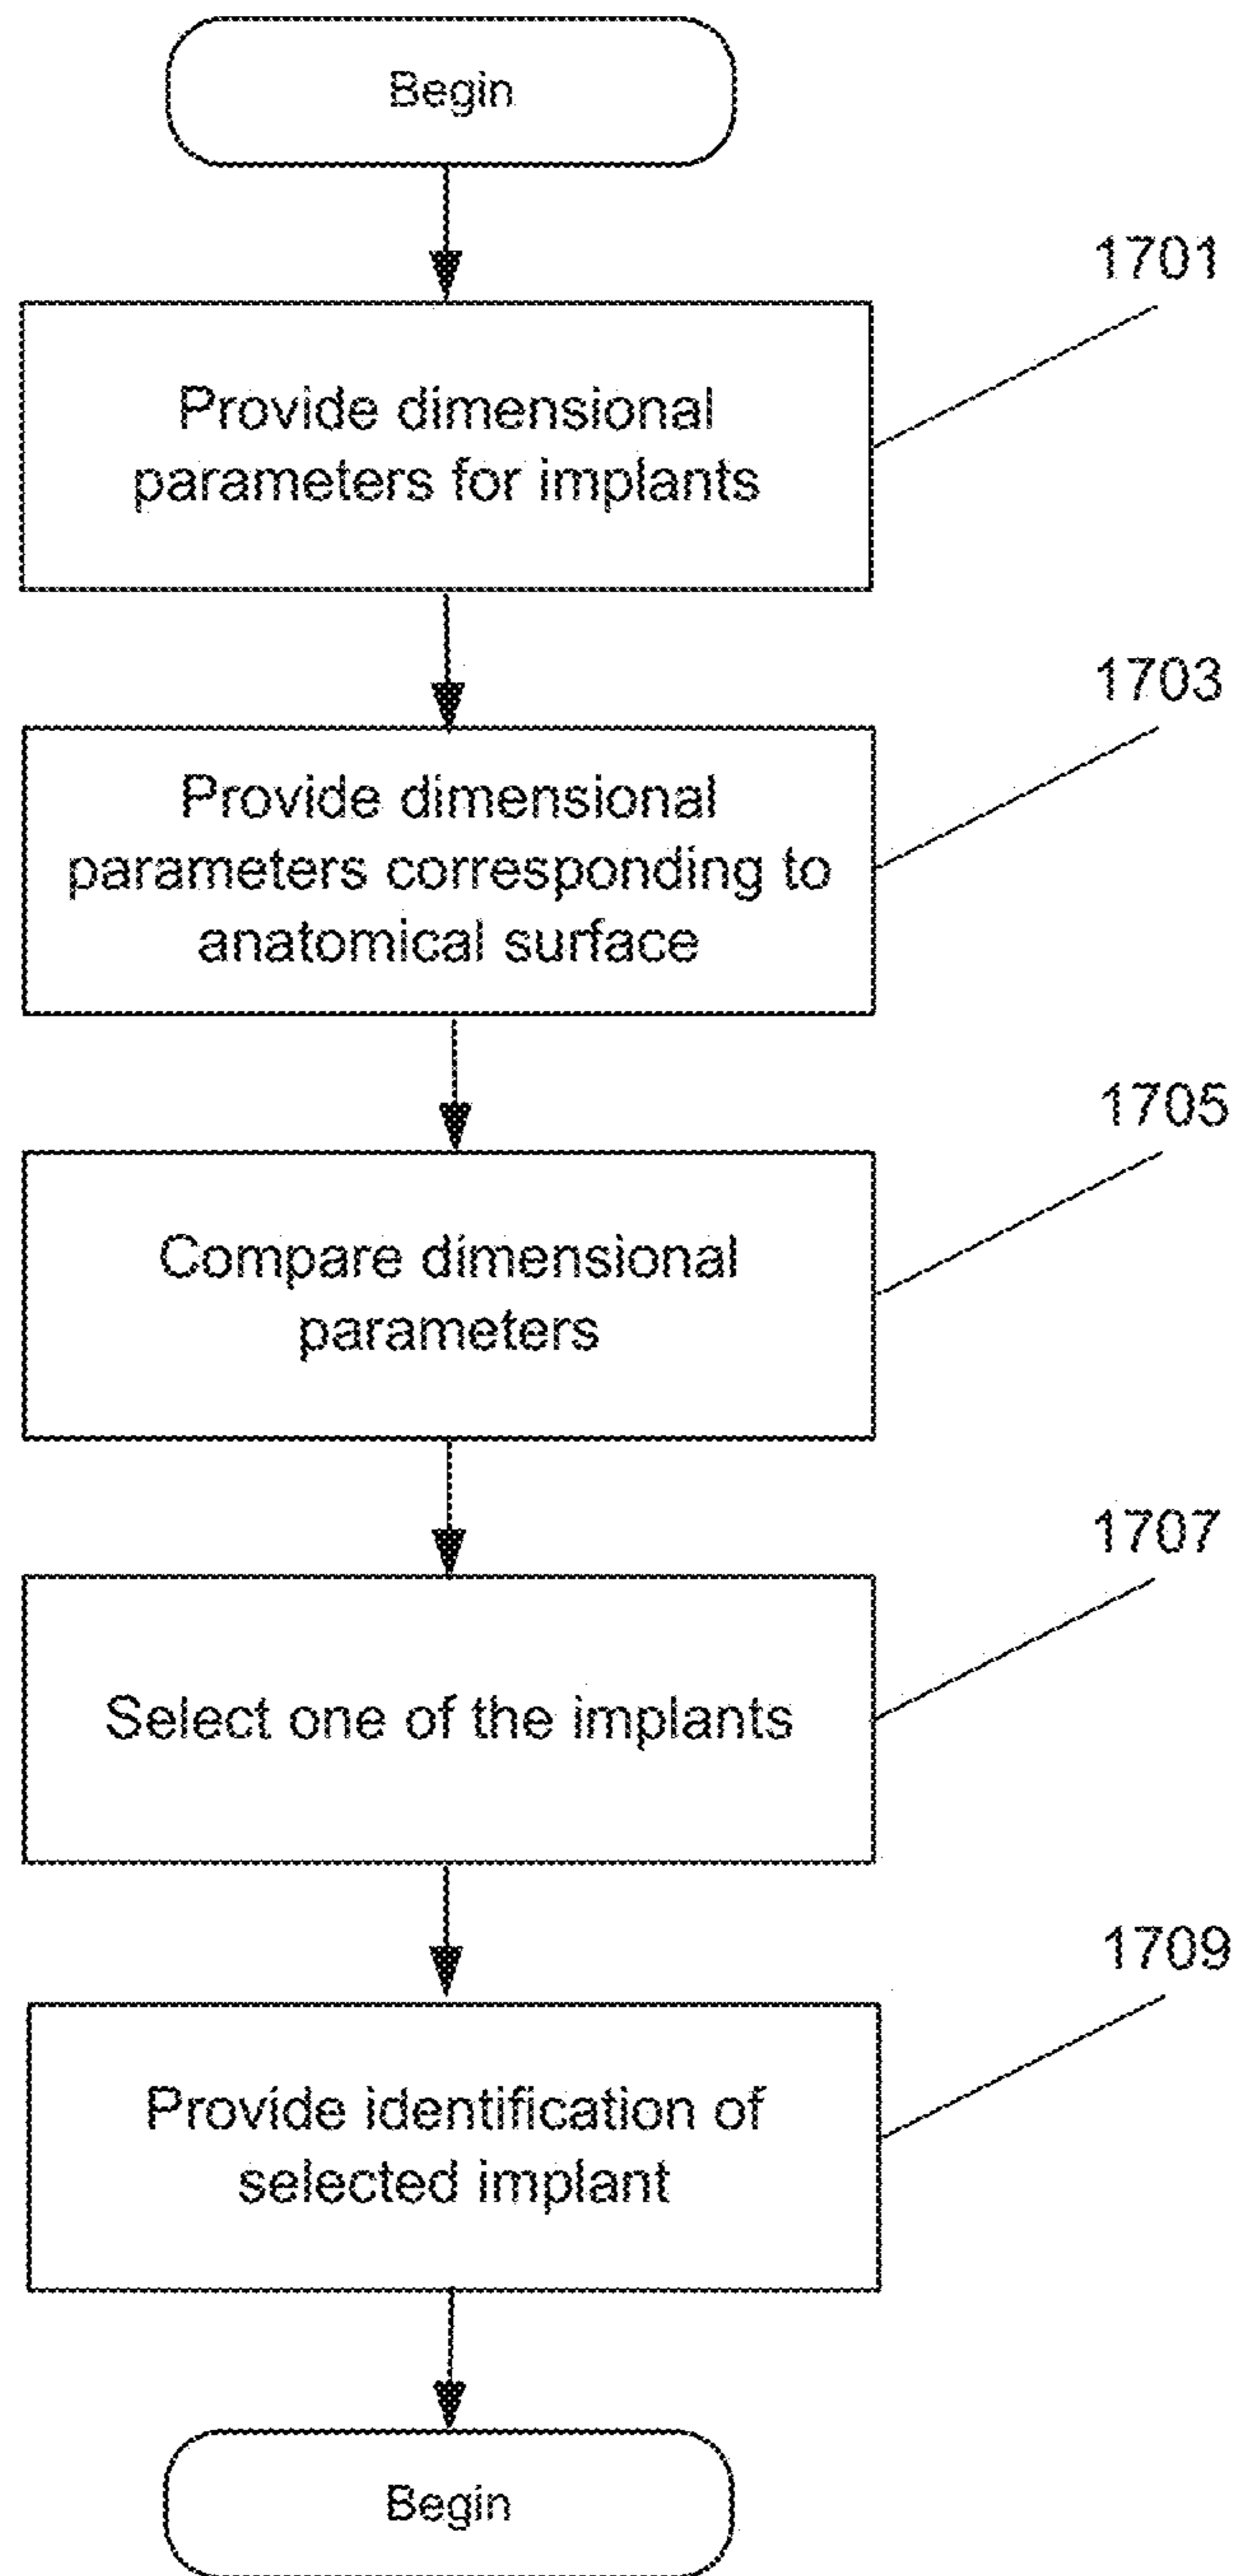 Begin
1701
Provide dimensional
parameters for implants
1703
Provide dimensional
parameters corresponding to
anatomical surface
1705
Compare dimensional
parameters
1707
Select one of the implants
1709
Provide identification of
selected implant
Begin